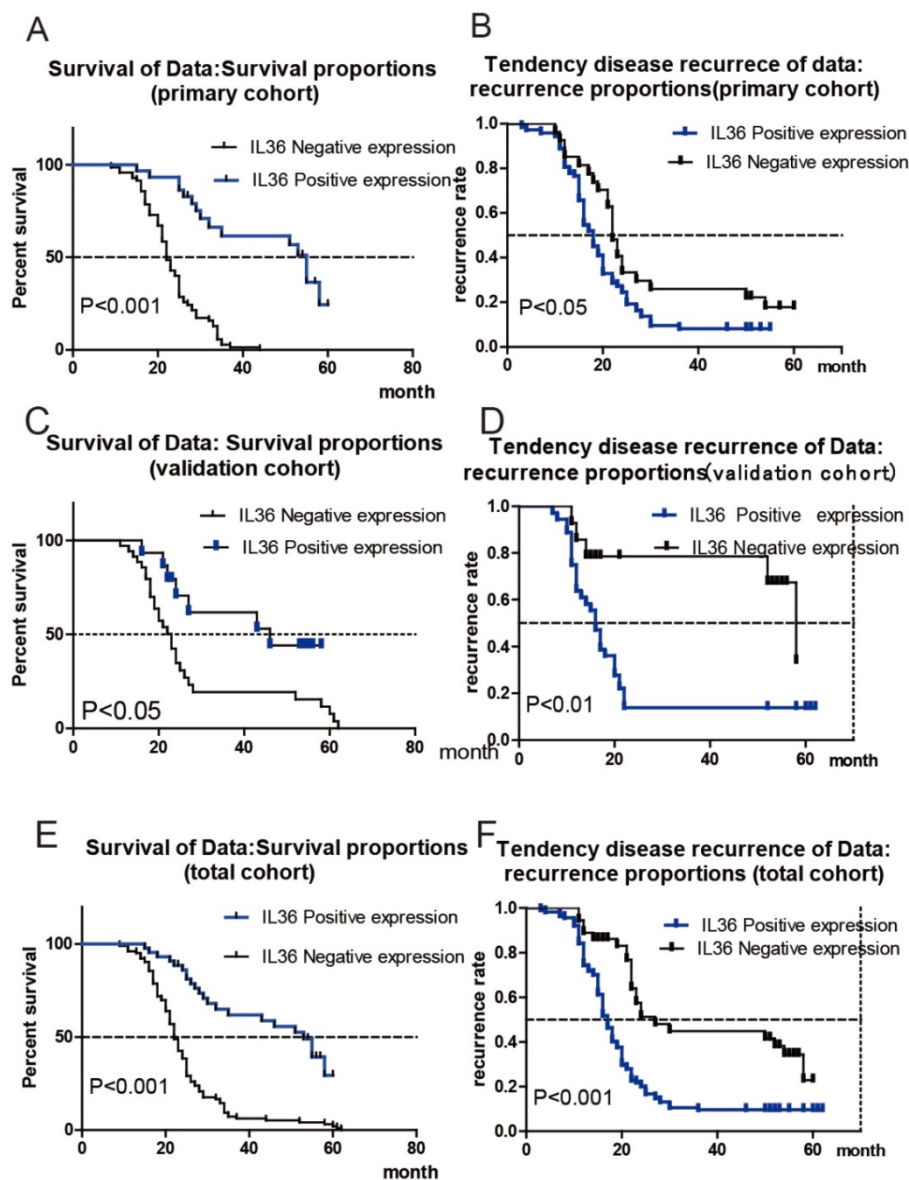 A
Survival of Data:Survival proportions
(primary cohort)
IL36 Negative expression
IL36 Positive expression
Percent survival
100
50
0
P<0.001
0 20 40 60 80
month
B
Tendency disease recurrece of data:
recurrence proportions(primary cohort)
IL36 Positive expression
IL36 Negative expression
recurrence rate
1.0
0.8
0.6
0.4
0.2
0.0
P<0.05
0 20 40 60 month
C
Survival of Data: Survival proportions
(validation cohort)
IL36 Negative expression
IL36 Positive expression
Percent survival
100
50
0
P<0.05
0 20 40 60 80
month
D
Tendency disease recurrence of Data:
recurrence proportions(validation cohort)
IL36 Positive expression
IL36 Negative expression
recurrence rate
1.0
0.8
0.6
0.4
0.2
0.0
P<0.01
0 20 40 60 month
E
Survival of Data:Survival proportions
(total cohort)
IL36 Positive expression
IL36 Negative expression
Percent survival
100
50
0
P<0.001
0 20 40 60 80
month
F
Tendency disease recurrence of Data:
recurrence proportions (total cohort)
IL36 Positive expression
IL36 Negative expression
recurrence rate
1.0
0.8
0.6
0.4
0.2
0.0
P<0.001
0 20 40 60 month